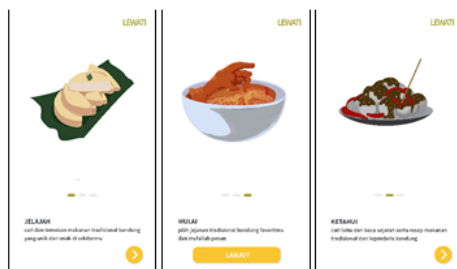 LEWATI
JELAJAH
cari dan temukan makanan tradisional bandung
yang unik dan enak di sekitarmu
LEWATI
MULAI
pilih jajanan tradisional bandung favoritmu
dan mulailah pesan
LANJUT
LEWATI
KETAHUI
cari tahu dan baca sejarah serta resep makanan
tradisional dan legendaris bandung